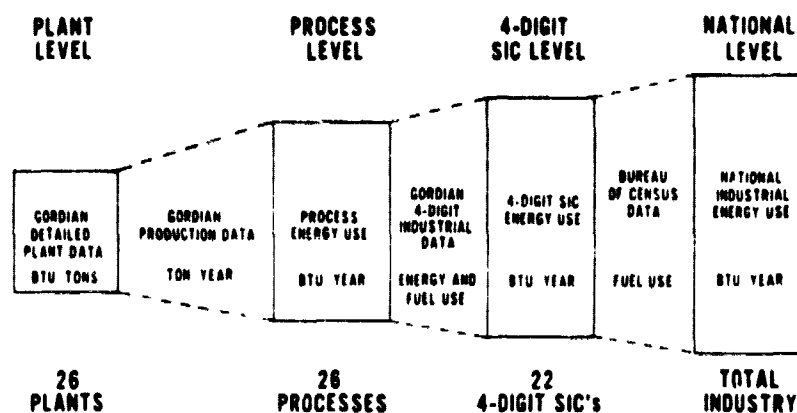 PLANT LEVEL
PROCESS LEVEL
4-DIGIT SIC LEVEL
NATIONAL LEVEL
GORDIAN DETAILED PLANT DATA
BTU TONS
GORDIAN PRODUCTION DATA
TON YEAR
PROCESS ENERGY USE
BTU YEAR
GORDIAN 4-DIGIT INDUSTRIAL DATA
ENERGY AND FUEL USE
4-DIGIT SIC ENERGY USE
BTU YEAR
BUREAU OF CENSUS DATA
FUEL USE
NATIONAL INDUSTRIAL ENERGY USE
BTU YEAR
26 PLANTS
26 PROCESSES
22 4-DIGIT SIC's
TOTAL INDUSTRY